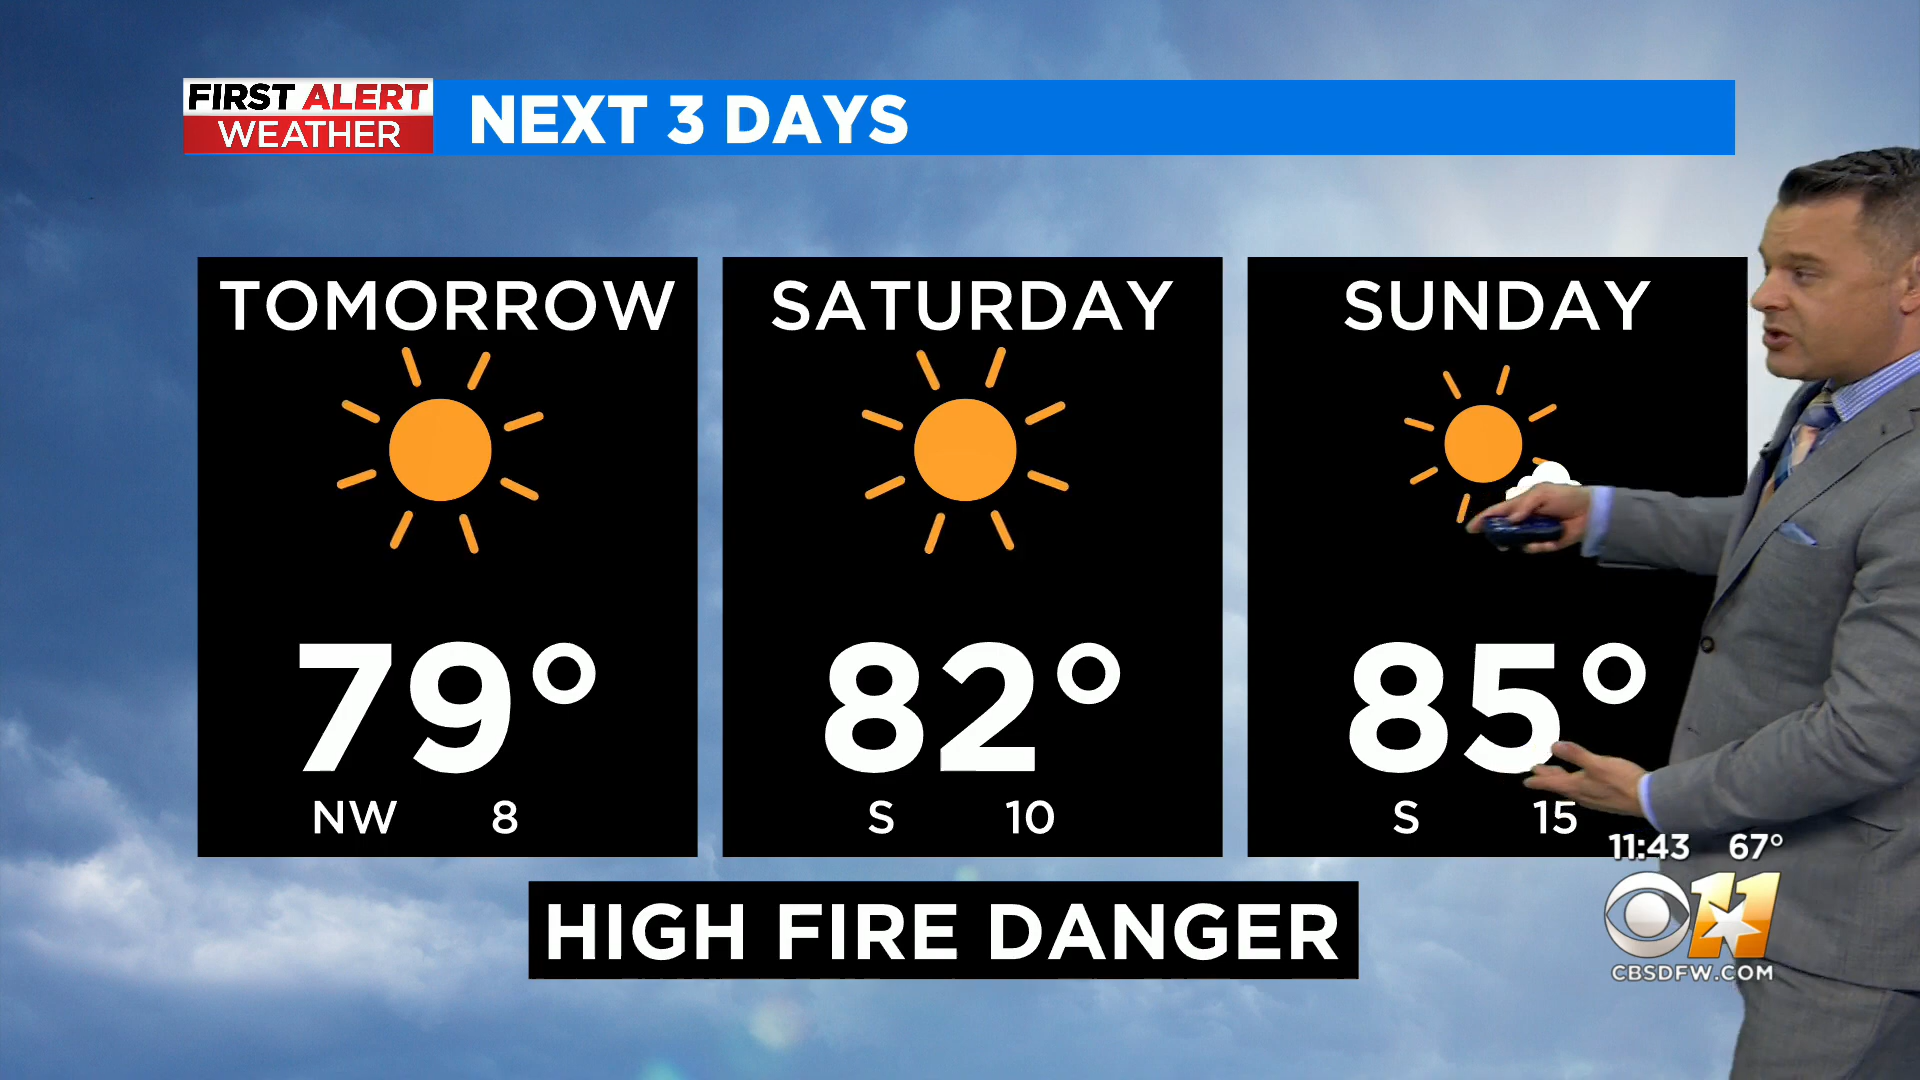 FIRST ALERT
WEATHER
NEXT 3 DAYS
TOMORROW
79°
NW 8
SATURDAY
82°
S 10
SUNDAY
85°
S 15
HIGH FIRE DANGER
11:43 67°
11
CBSDFW.COM